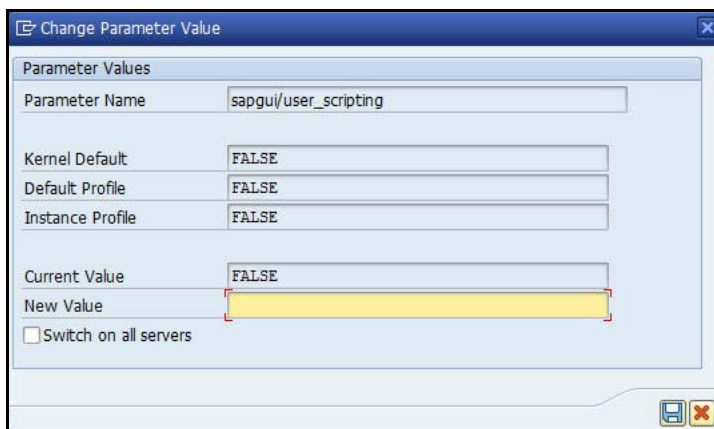 Change Parameter Value
Parameter Values
Parameter Name sapgui/user_scripting
Kernel Default FALSE
Default Profile FALSE
Instance Profile FALSE
Current Value FALSE
New Value
Switch on all servers